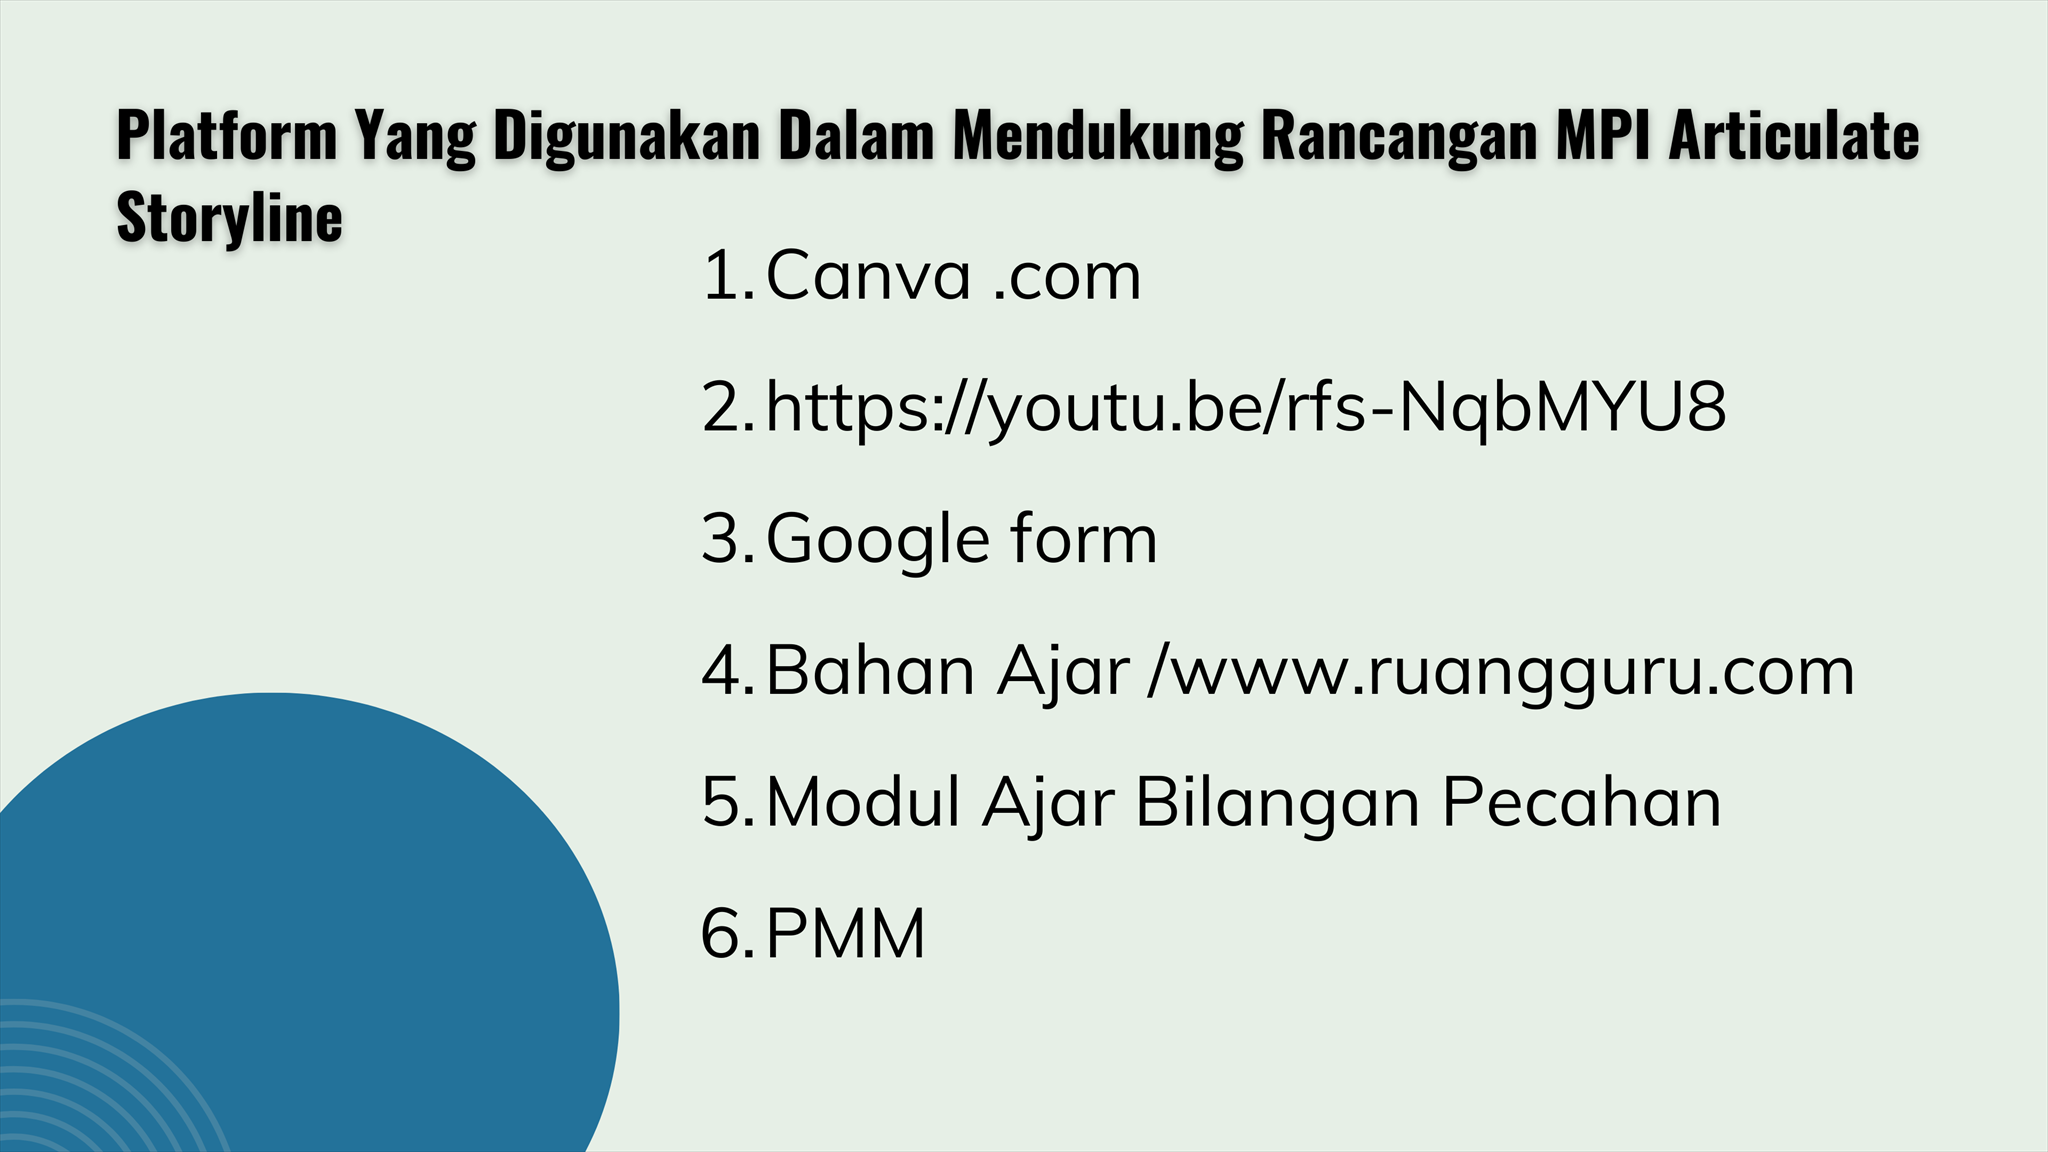 Platform Yang Digunakan Dalam Mendukung Rancangan MPI Articulate
Storyline
1. Canva .com
2. https://youtu.be/rfs-NqbMYU8
3. Google form
4. Bahan Ajar /www.ruangguru.com
5. Modul Ajar Bilangan Pecahan
6. PMM